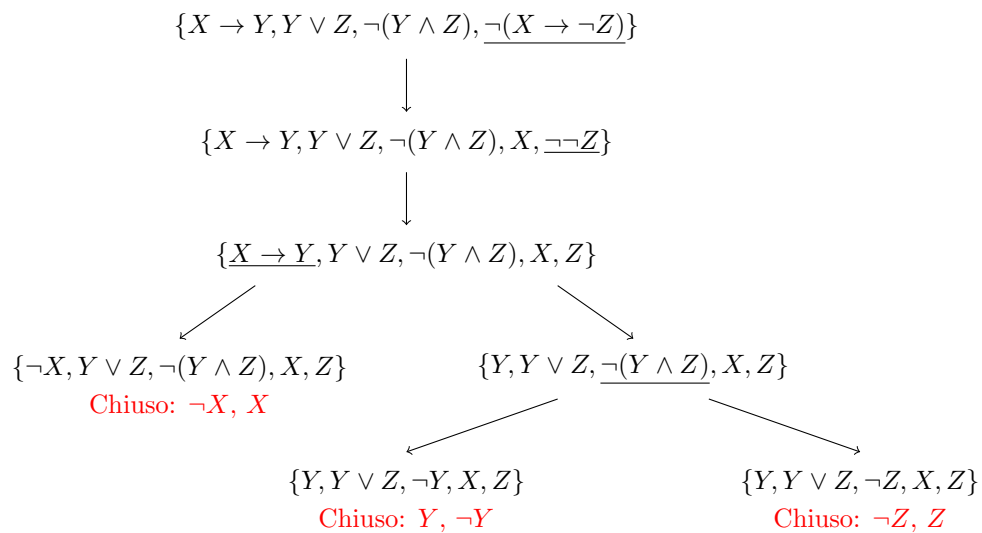 {X → Y, Y ∨ Z, ¬(Y ∧ Z), ¬(X → ¬Z)}
{X → Y, Y ∨ Z, ¬(Y ∧ Z), X, ¬¬Z}
{X → Y, Y ∨ Z, ¬(Y ∧ Z), X, Z}
{¬X, Y ∨ Z, ¬(Y ∧ Z), X, Z}
Chiuso: ¬X, X
{Y, Y ∨ Z, ¬(Y ∧ Z), X, Z}
{Y, Y ∨ Z, ¬Y, X, Z}
Chiuso: Y, ¬Y
{Y, Y ∨ Z, ¬Z, X, Z}
Chiuso: ¬Z, Z